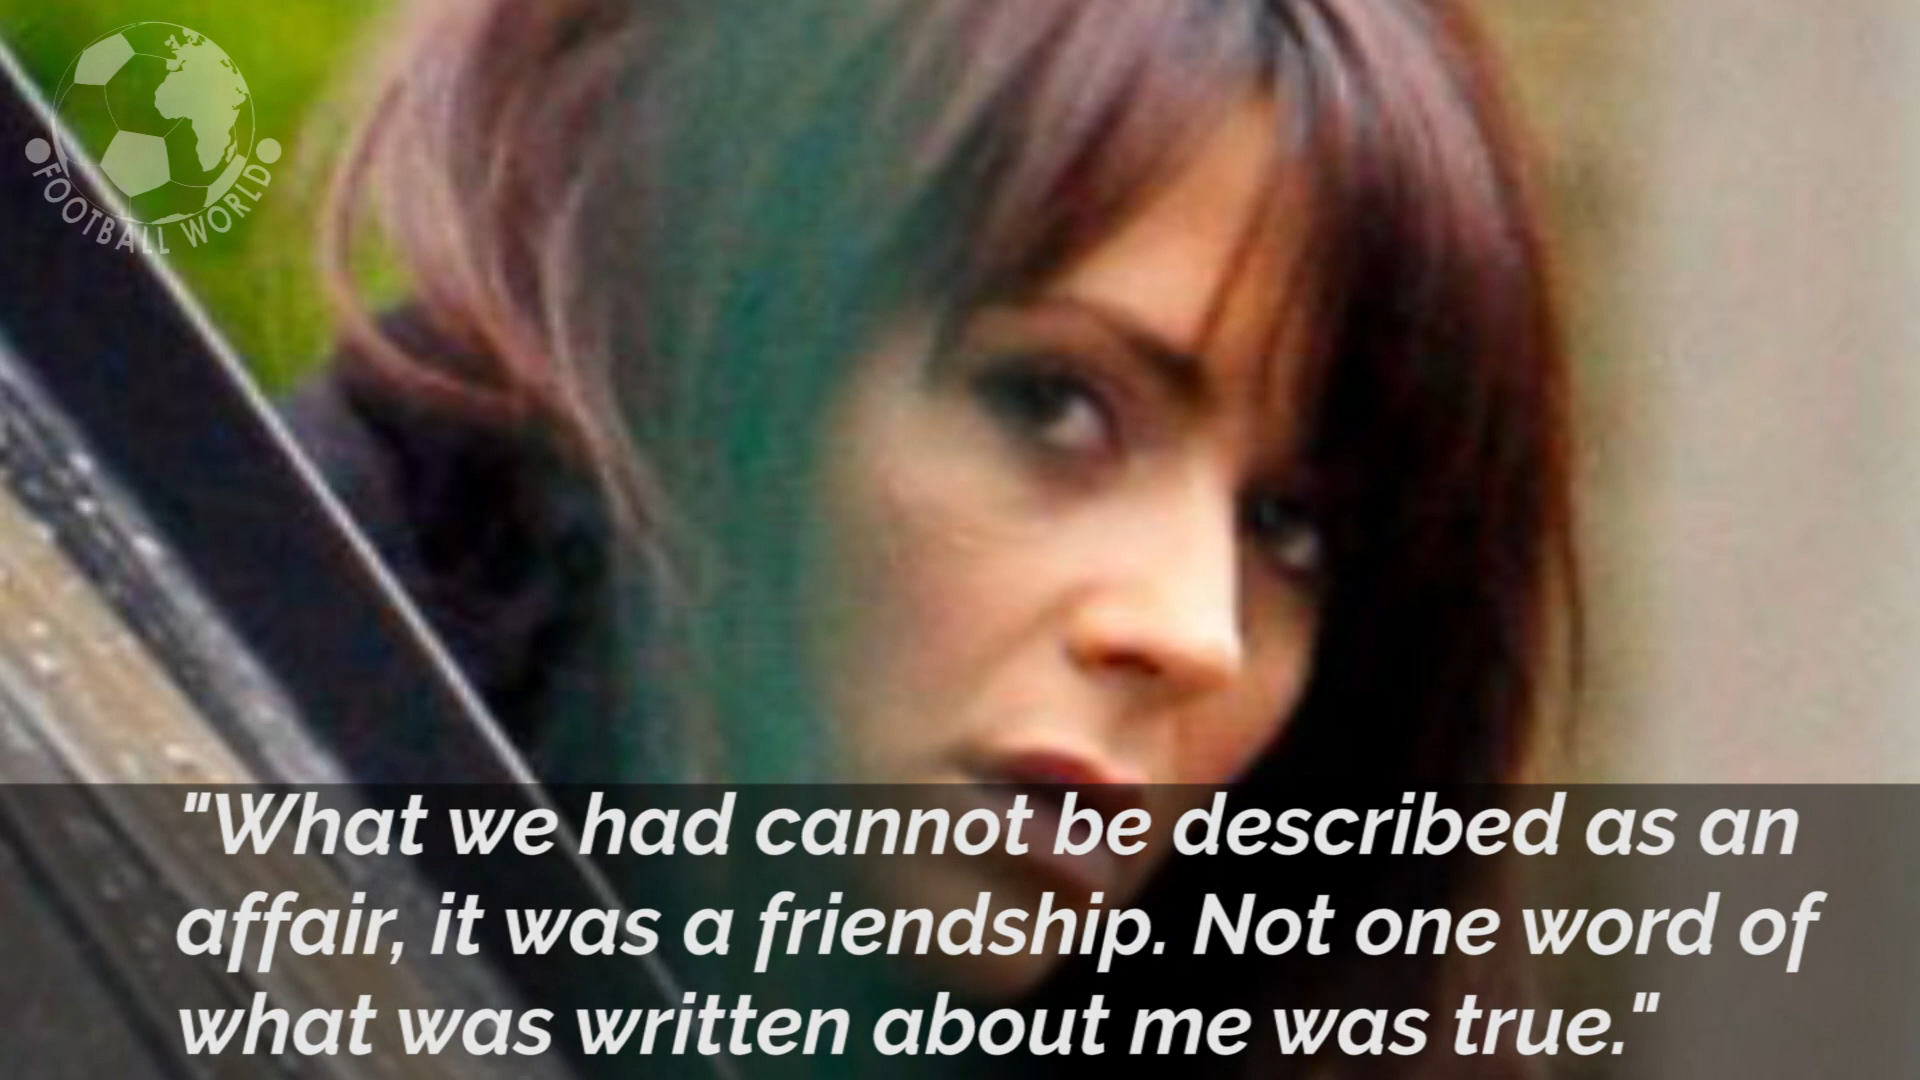 FOOTBALL WORLD
"What we had cannot be described as an
affair, it was a friendship. Not one word of
what was written about me was true."